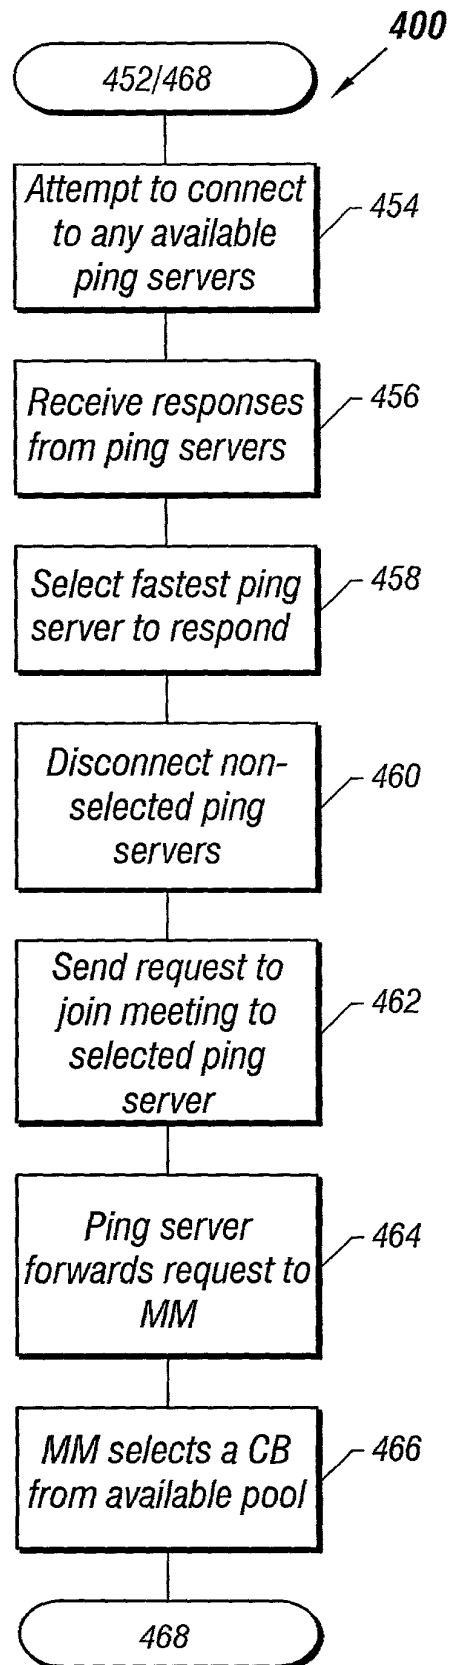 400
452/468
Attempt to connect
to any available
ping servers
454
Receive responses
from ping servers
456
Select fastest ping
server to respond
458
Disconnect non-
selected ping
servers
460
Send request to
join meeting to
selected ping
server
462
Ping server
forwards request to
MM
464
MM selects a CB
from available pool
466
468